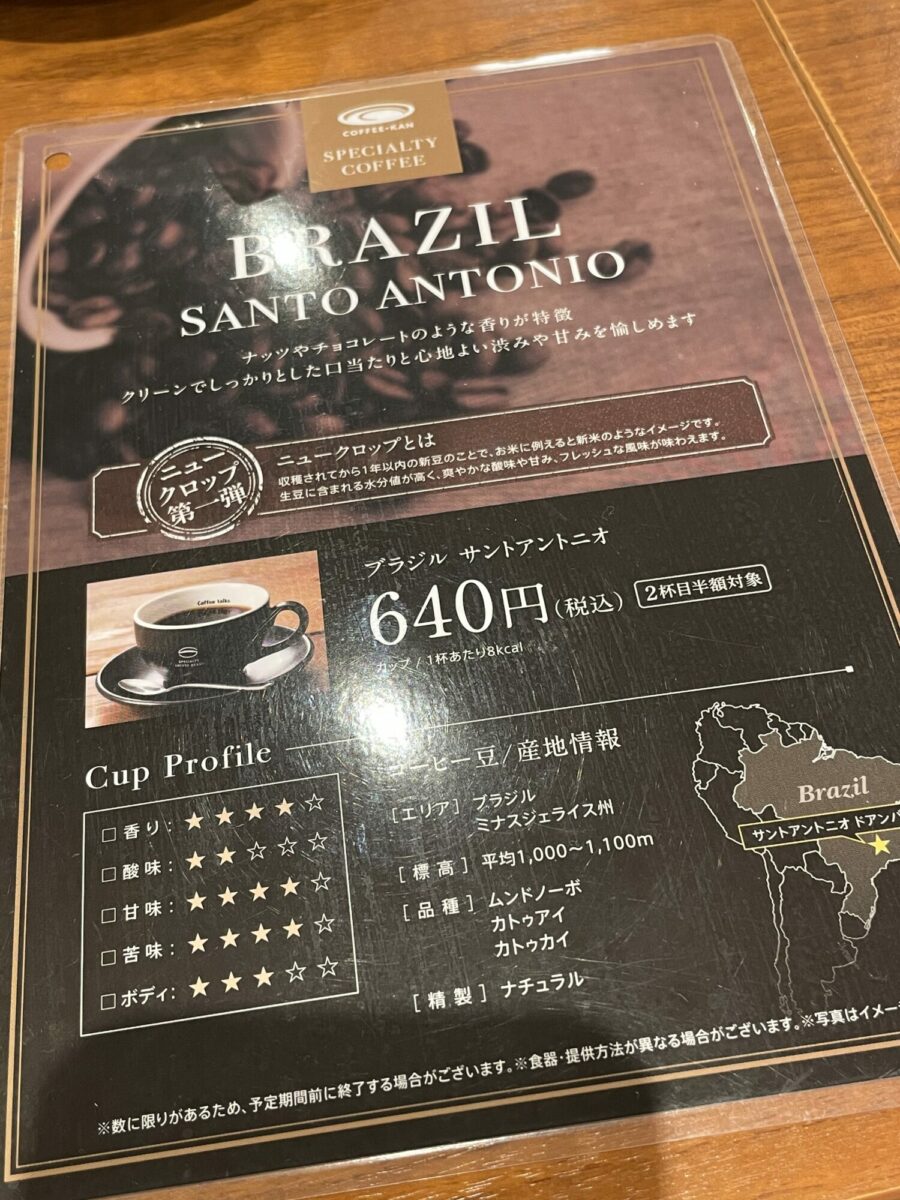 COFFEE-KAN
SPECIALTY
COFFEE
BRAZIL
SANTO ANTONIO
ナッツやチョコレートのような香りが特徴
クリーンでしっかりとした口当たりと心地よい渋みや甘みを愉しめます
ニュー
クロップ
第一弾
ニュークロップとは
収穫されてから1年以内の新豆のことで、お米に例えると新米のようなイメージです。
生豆に含まれる水分値が高く、爽やかな酸味や甘み、フレッシュな風味が味わえます。
Coffee talks
SPECIALTY
ブラジル サントアントニオ
640円(税込) 2杯目半額対象
カップ / 1杯あたり8kcal
Cup Profile
□香り: ★★★★☆
□酸味: ★★☆☆☆
□甘味: ★★★★☆
□苦味: ★★★★☆
□ボディ: ★★★☆☆
コーヒー豆/産地情報
[エリア] ブラジル
ミナスジェライス州
[標高] 平均1,000～1,100m
[品種] ムンドノーボ
カトゥアイ
カトゥカイ
[精製] ナチュラル
Brazil
サントアントニオ ドアンパ
※数に限りがあるため、予定期間前に終了する場合がございます。※食器・提供方法が異なる場合がございます。※写真はイメー